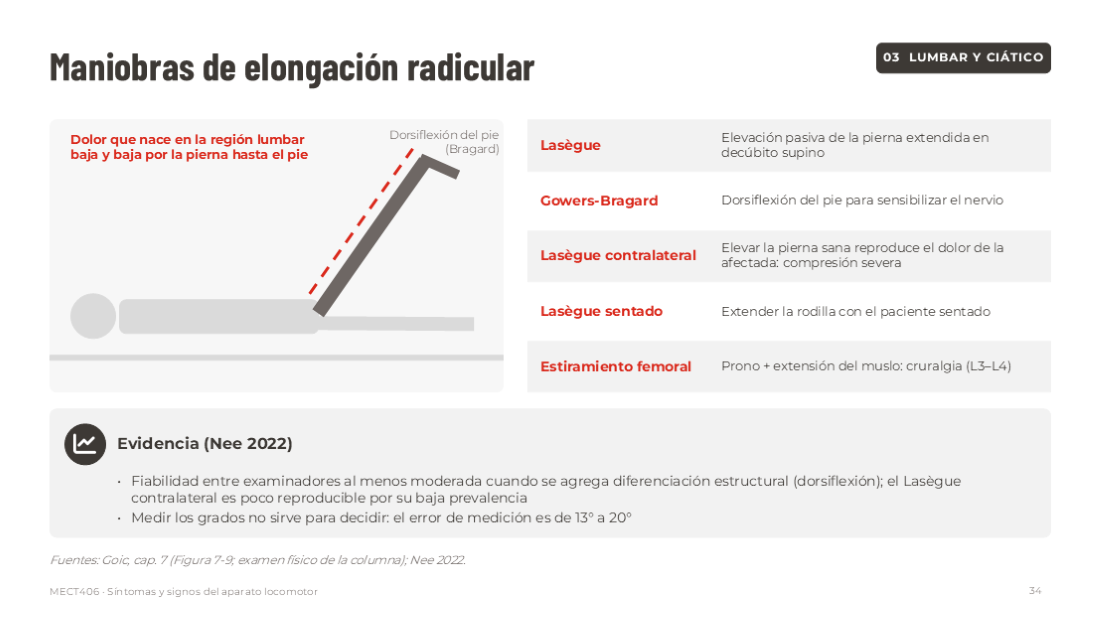 Maniobras de elongación radicular
03 LUMBAR Y CIÁTICO
Dolor que nace en la región lumbar
baja y baja por la pierna hasta el pie
Dorsiflexión del pie
(Bragard)
Lasègue
Elevación pasiva de la pierna extendida en
decúbito supino
Gowers-Bragard
Dorsiflexión del pie para sensibilizar el nervio
Lasègue contralateral
Elevar la pierna sana reproduce el dolor de la
afectada: compresión severa
Lasègue sentado
Extender la rodilla con el paciente sentado
Estiramiento femoral
Prono + extensión del muslo: cruralgia (L3–L4)
Evidencia (Nee 2022)
• Fiabilidad entre examinadores al menos moderada cuando se agrega diferenciación estructural (dorsiflexión); el Lasègue
contralateral es poco reproducible por su baja prevalencia
• Medir los grados no sirve para decidir: el error de medición es de 13° a 20°
Fuentes: Goic, cap. 7 (Figura 7-9; examen físico de la columna); Nee 2022.
MECT406 · Síntomas y signos del aparato locomotor
34